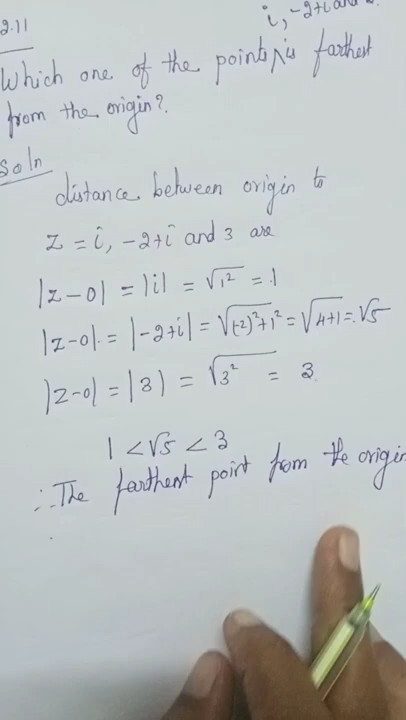 2.11
i, -2+i and
Which one of the points ∧ is farthest
from the origin?
Soln
distance between origin to
z = i, -2+i and 3 are
|z-0| = |i| = √1² = 1
|z-0| = |-2+i| = √(-2)²+1² = √4+1 = √5
|z-0| = |3| = √3² = 3
1 < √5 < 3
∴ The farthest point from the origin